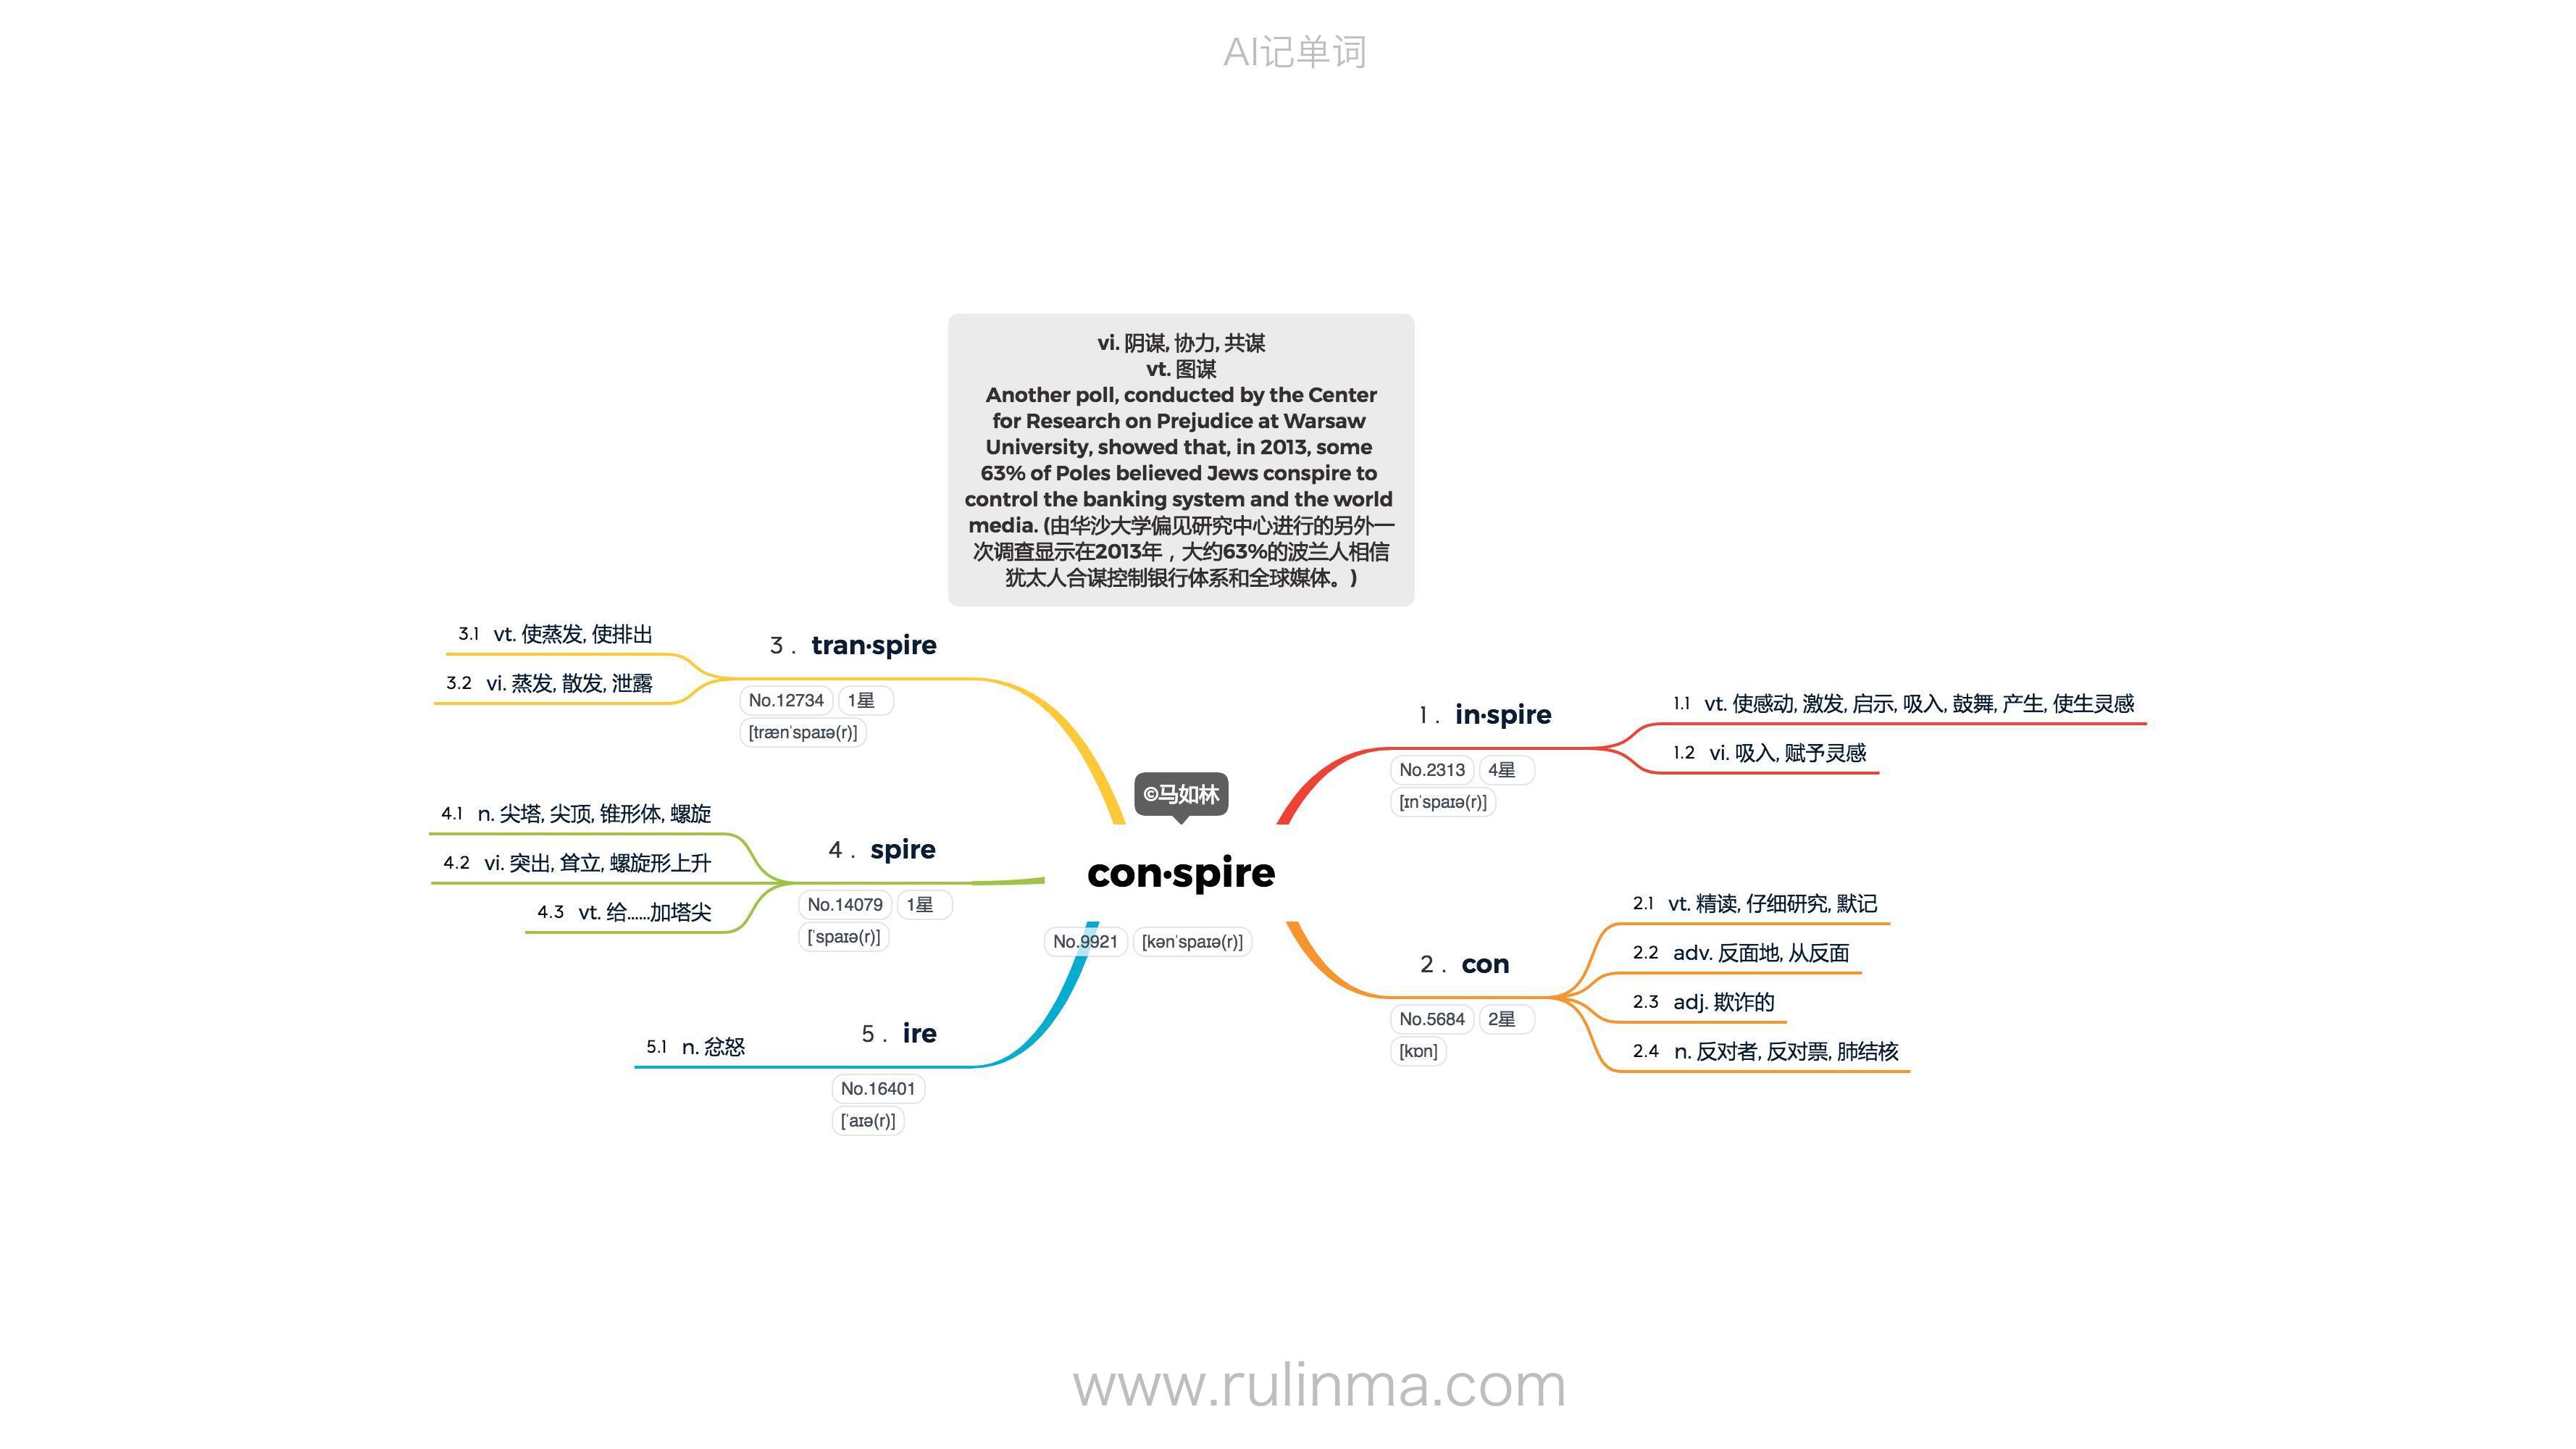 AI记单词
vi. 阴谋, 协力, 共谋
vt. 图谋
Another poll, conducted by the Center
for Research on Prejudice at Warsaw
University, showed that, in 2013, some
63% of Poles believed Jews conspire to
control the banking system and the world
media. (由华沙大学偏见研究中心进行的另外一
次调查显示在2013年，大约63%的波兰人相信
犹太人合谋控制银行体系和全球媒体。)
©马如林
con·spire
No.9921 [kənˈspaɪə(r)]
1. in·spire
No.2313 4星
[ɪnˈspaɪə(r)]
1.1 vt. 使感动, 激发, 启示, 吸入, 鼓舞, 产生, 使生灵感
1.2 vi. 吸入, 赋予灵感
2. con
No.5684 2星
[kɒn]
2.1 vt. 精读, 仔细研究, 默记
2.2 adv. 反面地, 从反面
2.3 adj. 欺诈的
2.4 n. 反对者, 反对票, 肺结核
3. tran·spire
No.12734 1星
[trænˈspaɪə(r)]
3.1 vt. 使蒸发, 使排出
3.2 vi. 蒸发, 散发, 泄露
4. spire
No.14079 1星
[ˈspaɪə(r)]
4.1 n. 尖塔, 尖顶, 锥形体, 螺旋
4.2 vi. 突出, 耸立, 螺旋形上升
4.3 vt. 给......加塔尖
5. ire
No.16401
[ˈaɪə(r)]
5.1 n. 忿怒
www.rulinma.com